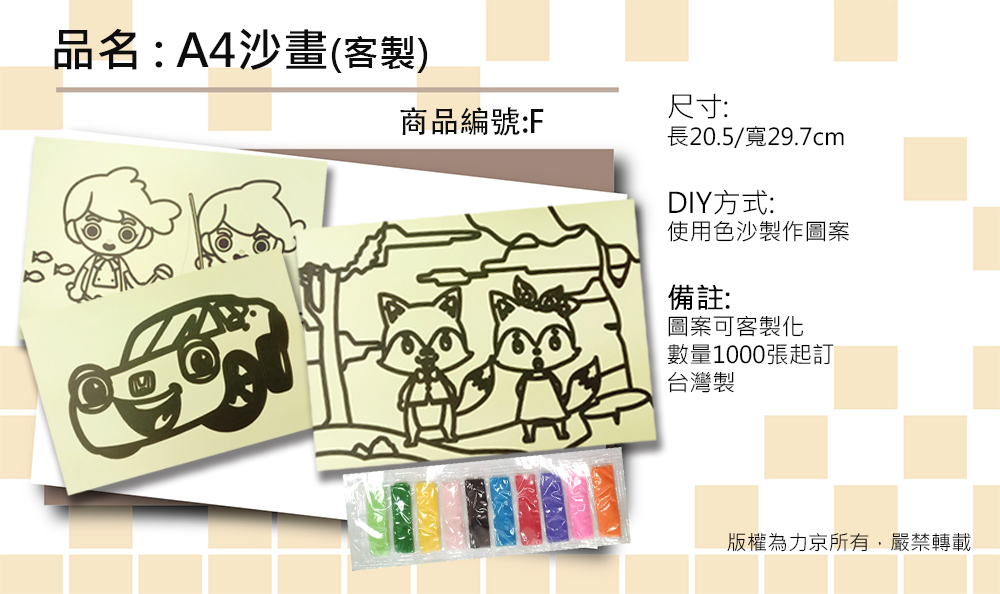 品名 : A4沙畫(客製)
商品編號:F
尺寸:
長20.5/寬29.7cm
DIY方式:
使用色沙製作圖案
備註:
圖案可客製化
數量1000張起訂
台灣製
版權為力京所有，嚴禁轉載